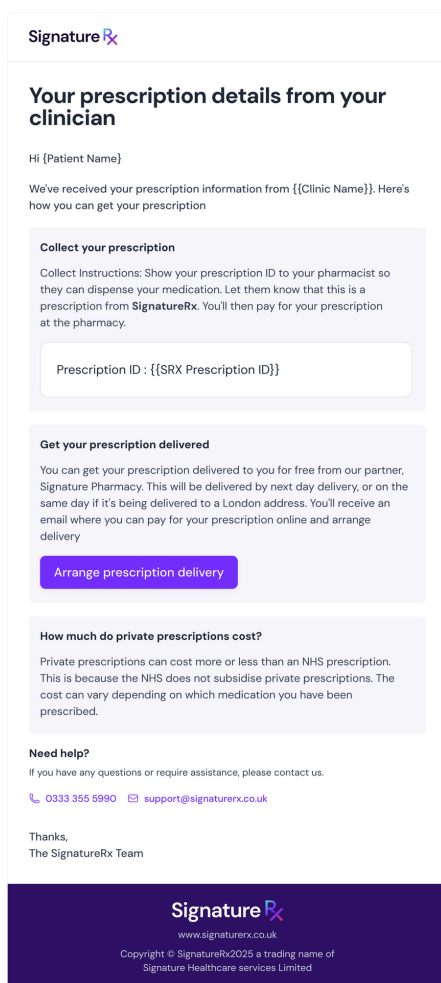 Signature Rx
Your prescription details from your
clinician
Hi {Patient Name}
We've received your prescription information from {{Clinic Name}}. Here's
how you can get your prescription
Collect your prescription
Collect Instructions: Show your prescription ID to your pharmacist so
they can dispense your medication. Let them know that this is a
prescription from SignatureRx. You'll then pay for your prescription
at the pharmacy.
Prescription ID : {{SRX Prescription ID}}
Get your prescription delivered
You can get your prescription delivered to you for free from our partner,
Signature Pharmacy. This will be delivered by next day delivery, or on the
same day if it's being delivered to a London address. You'll receive an
email where you can pay for your prescription online and arrange
delivery
Arrange prescription delivery
How much do private prescriptions cost?
Private prescriptions can cost more or less than an NHS prescription.
This is because the NHS does not subsidise private prescriptions. The
cost can vary depending on which medication you have been
prescribed.
Need help?
If you have any questions or require assistance, please contact us.
0333 355 5990 support@signaturerx.co.uk
Thanks,
The SignatureRx Team
Signature Rx
www.signaturerx.co.uk
Copyright © SignatureRx2025 a trading name of
Signature Healthcare services Limited